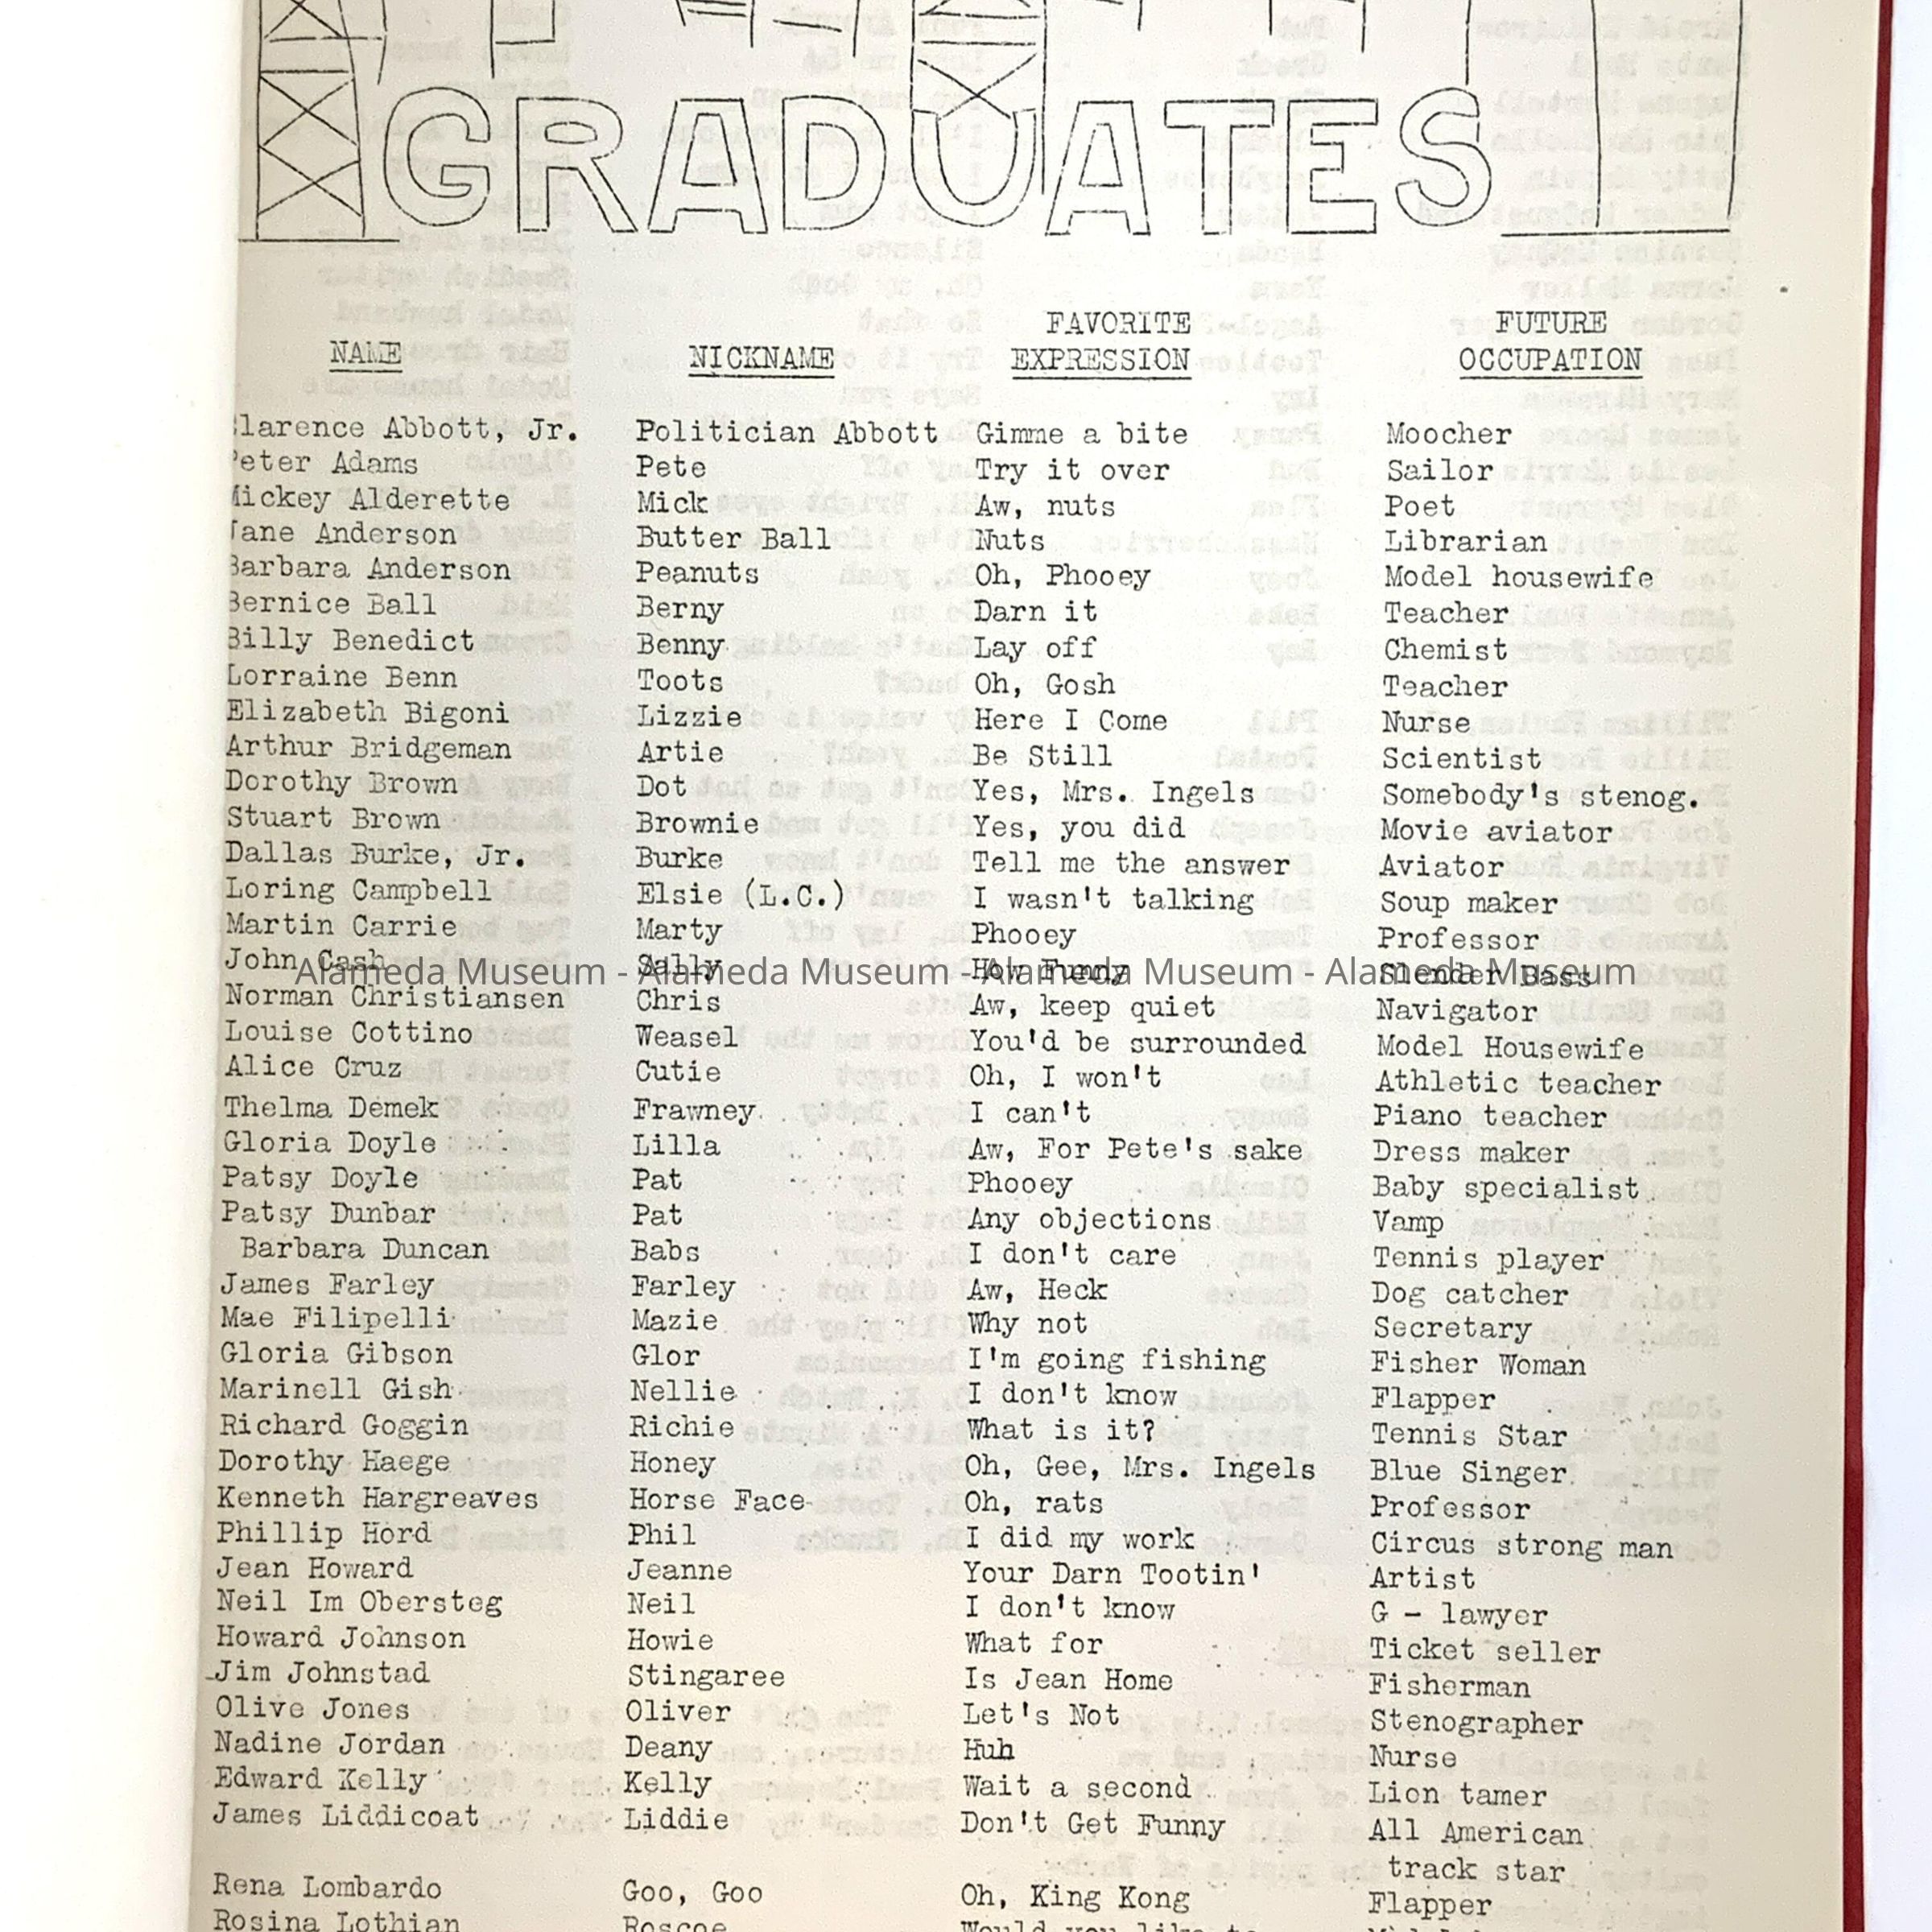 GRADUATES
FAVORITE FUTURE
NAME NICKNAME EXPRESSION OCCUPATION
Clarence Abbott, Jr. Politician Abbott Gimme a bite Moocher
Peter Adams Pete Try it over Sailor
Mickey Alderette Mick Aw, nuts Poet
Jane Anderson Butter Ball Nuts Librarian
Barbara Anderson Peanuts Oh, Phooey Model housewife
Bernice Ball Berny Darn it Teacher
Billy Benedict Benny Lay off Chemist
Lorraine Benn Toots Oh, Gosh Teacher
Elizabeth Bigoni Lizzie Here I Come Nurse
Arthur Bridgeman Artie Be Still Scientist
Dorothy Brown Dot Yes, Mrs. Ingels Somebody's stenog.
Stuart Brown Brownie Yes, you did Movie aviator
Dallas Burke, Jr. Burke Tell me the answer Aviator
Loring Campbell Elsie (L.C.) I wasn't talking Soup maker
Martin Carrie Marty Phooey Professor
John Cash Sally How Funny Slender Bass
Alameda Museum - Alameda Museum - Alameda Museum - Alameda Museum
Norman Christiansen Chris Aw, keep quiet Navigator
Louise Cottino Weasel You'd be surrounded Model Housewife
Alice Cruz Cutie Oh, I won't Athletic teacher
Thelma Demek Frawney I can't Piano teacher
Gloria Doyle Lilla Aw, For Pete's sake Dress maker
Patsy Doyle Pat Phooey Baby specialist
Patsy Dunbar Pat Any objections Vamp
Barbara Duncan Babs I don't care Tennis player
James Farley Farley Aw, Heck Dog catcher
Mae Filipelli Mazie Why not Secretary
Gloria Gibson Glor I'm going fishing Fisher Woman
Marinell Gish Nellie I don't know Flapper
Richard Goggin Richie What is it? Tennis Star
Dorothy Haege Honey Oh, Gee, Mrs. Ingels Blue Singer
Kenneth Hargreaves Horse Face Oh, rats Professor
Phillip Hord Phil I did my work Circus strong man
Jean Howard Jeanne Your Darn Tootin' Artist
Neil Im Obersteg Neil I don't know G - lawyer
Howard Johnson Howie What for Ticket seller
Jim Johnstad Stingaree Is Jean Home Fisherman
Olive Jones Oliver Let's Not Stenographer
Nadine Jordan Deany Huh Nurse
Edward Kelly Kelly Wait a second Lion tamer
James Liddicoat Liddie Don't Get Funny All American
track star
Rena Lombardo Goo, Goo Oh, King Kong Flapper
Rosina Lothian Roscoe Would you like to